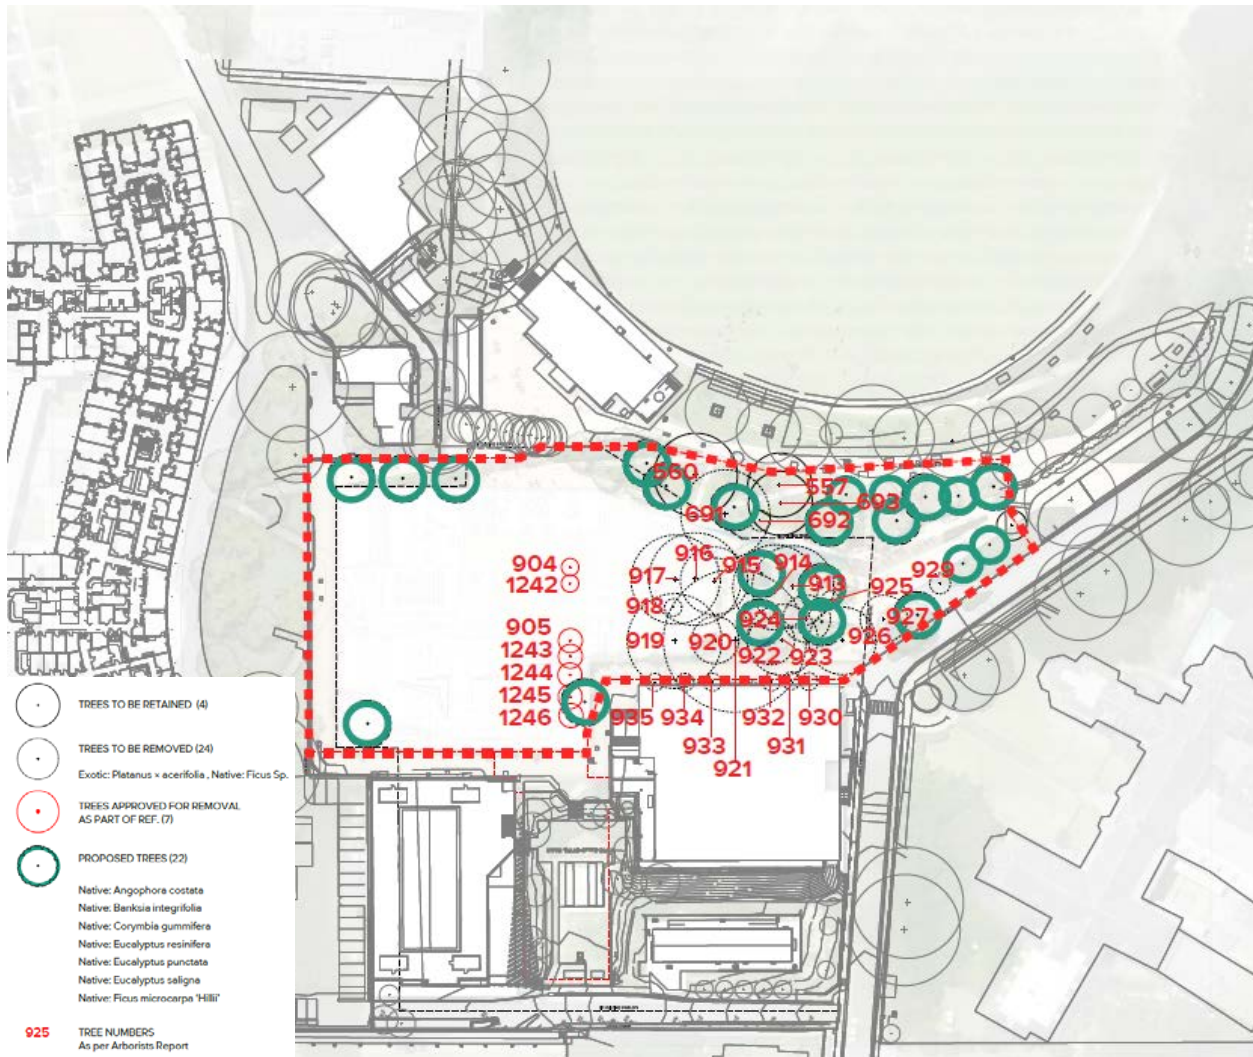 560
557
693
691
692
916
915
914
917
913
929
904
1242
925
918
924
927
905
919
920
926
1243
922
923
1244
1245
1246
935
934
932
930
933
931
921
TREES TO BE RETAINED (4)
TREES TO BE REMOVED (24)
Exotic: Platanus × acerifolia , Native: Ficus Sp.
TREES APPROVED FOR REMOVAL
AS PART OF REF. (7)
PROPOSED TREES (22)
Native: Angophora costata
Native: Banksia integrifolia
Native: Corymbia gummifera
Native: Eucalyptus resinifera
Native: Eucalyptus punctata
Native: Eucalyptus saligna
Native: Ficus microcarpa 'Hillii'
925 TREE NUMBERS
As per Arborists Report